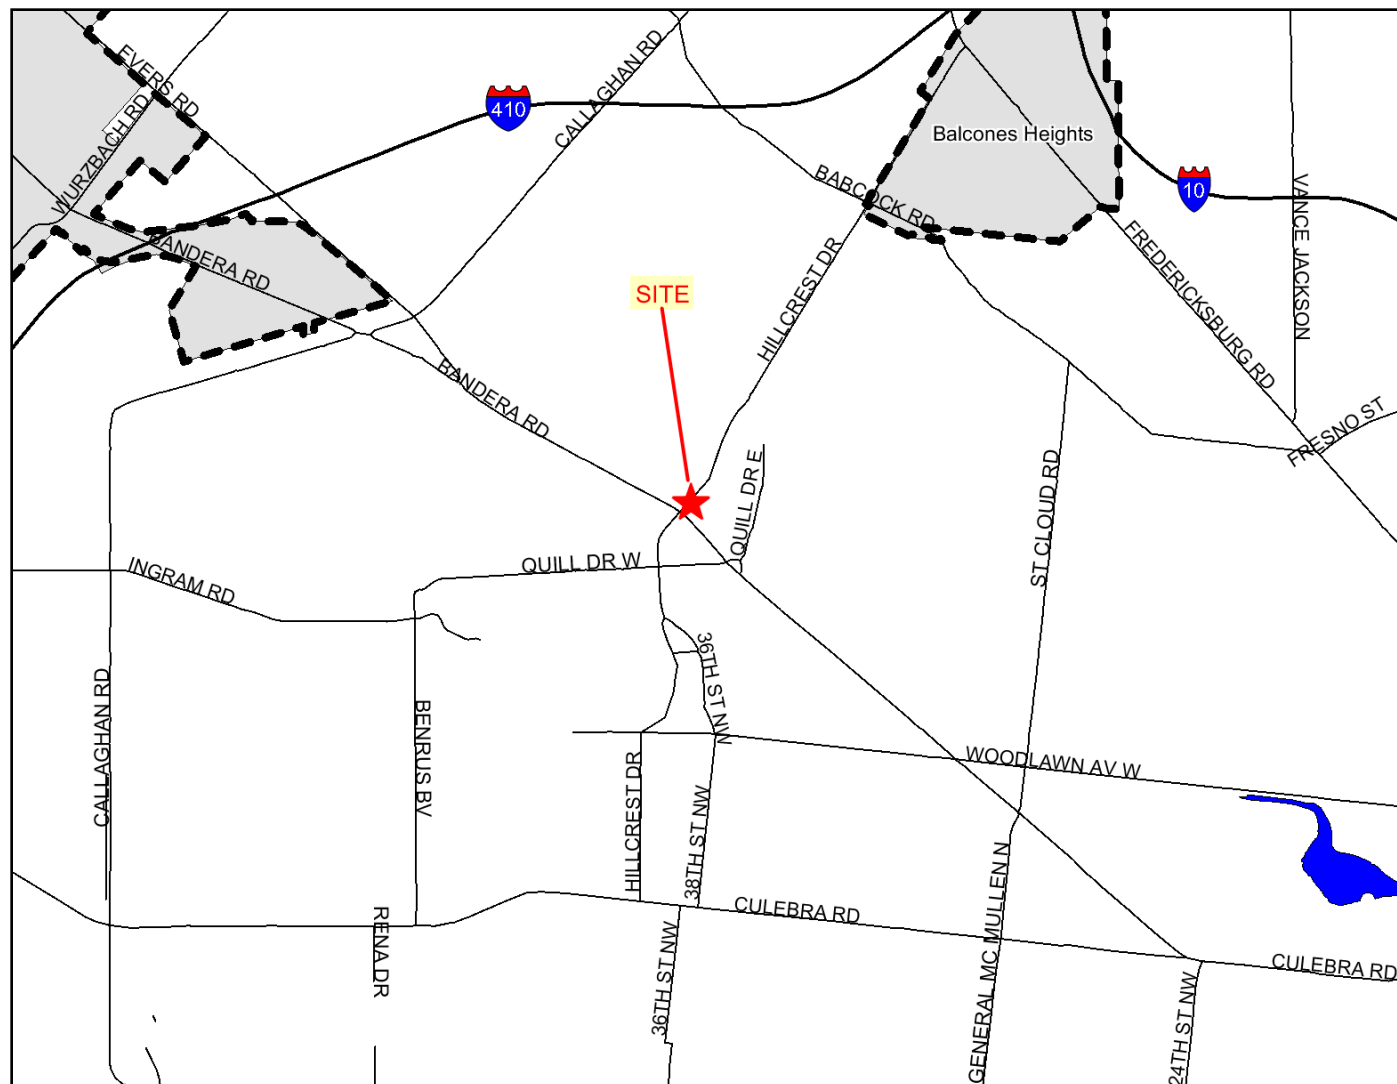 EVERS RD
WURZBACH RD
410
CALLAGHAN RD
Balcones Heights
10
BABCOCK RD
VANCE JACKSON
BANDERA RD
HILLCREST DR
FREDERICKSBURG RD
SITE
BANDERA RD
FRESNO ST
QUILL DR E
ST CLOUD RD
QUILL DR W
INGRAM RD
36TH ST NW
CALLAGHAN RD
BENRUS BV
WOODLAWN AV W
HILLCREST DR
38TH ST NW
GENERAL MC MULLEN N
CULEBRA RD
RENA DR
36TH ST NW
CULEBRA RD
24TH ST NW